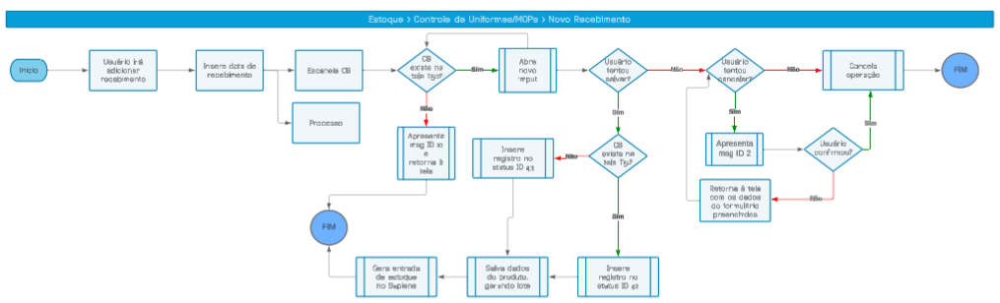 Estoque > Controle de Uniformes/MOPs > Novo Recebimento
Início
Usuário irá
adicionar
recebimento
Insere data de
recebimento
Escaneia CB
Processo
CB
existe na
tela T50?
Sim
Não
Abre
novo
input
Apresenta
msg ID 10
e
retorna à
tela
Usuário
tentou
salvar?
Não
Sim
Usuário
tentou
cancelar?
Não
Sim
Cancela
operação
FIM
Apresenta
msg ID 2
Usuário
confirmou?
Sim
Não
Retorna à tela
com os dados
do formulário
preenchidos
CB
existe na
tela T51?
Não
Sim
Insere
registro no
status ID 43
Insere
registro no
status ID 42
Salva dados
do produto,
gerando lote
Gera entrada
de estoque
no Sapiens
FIM